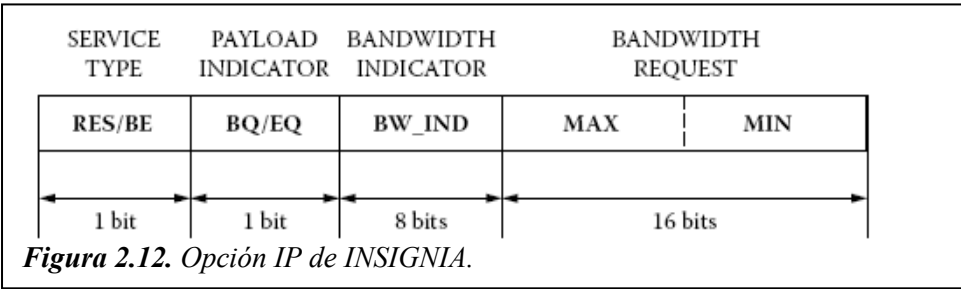 SERVICE PAYLOAD BANDWIDTH BANDWIDTH
TYPE INDICATOR INDICATOR REQUEST
RES/BE BQ/EQ BW_IND MAX MIN
1 bit 1 bit 8 bits 16 bits
Figura 2.12. Opción IP de INSIGNIA.